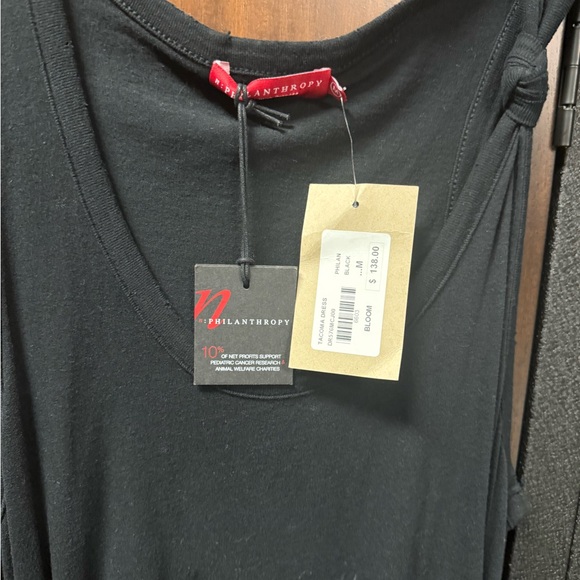 n:PHILANTHROPY
n
n:PHILANTHROPY
10%
OF NET PROFITS SUPPORT
PEDIATRIC CANCER RESEARCH &
ANIMAL WELFARE CHARITIES
TACOMA DRESS
PHILAN
BLACK
...M
$ 138.00
BLOOM